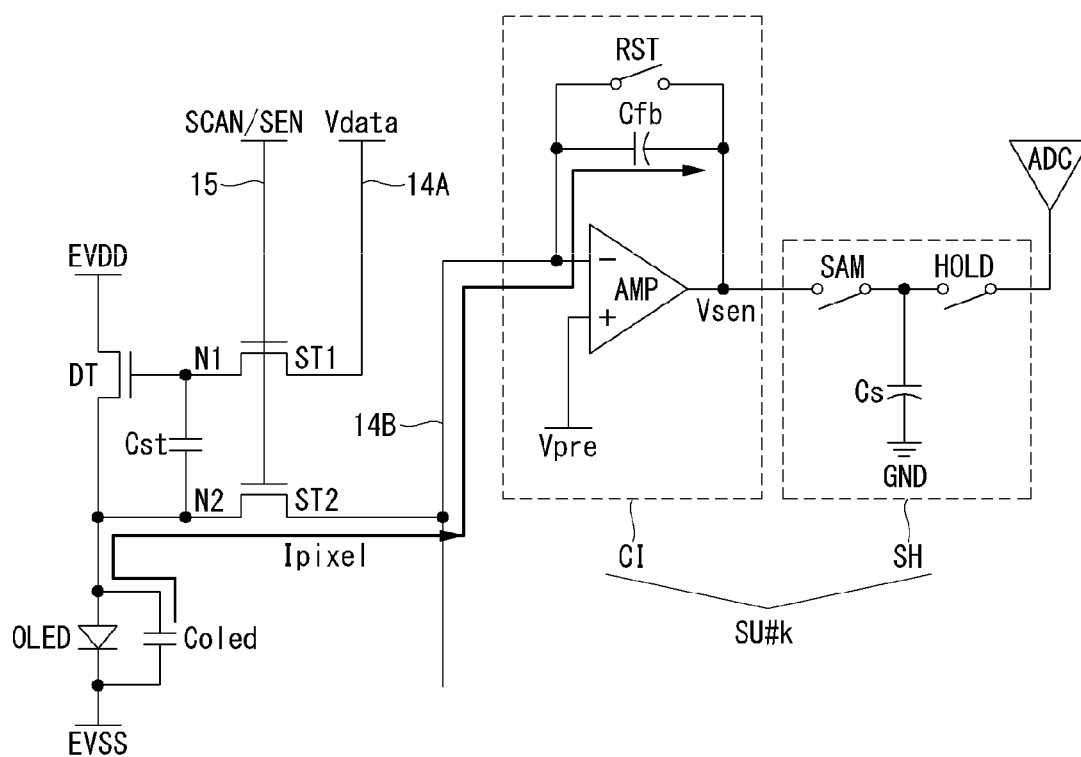 RST
Cfb
SCAN/SEN Vdata
ADC
15 14A
EVDD
− AMP + Vsen
SAM HOLD
DT N1 ST1
Cst
14B
Vpre
Cs
GND
N2 ST2
Ipixel
CI SH
OLED Coled
SU#k
EVSS